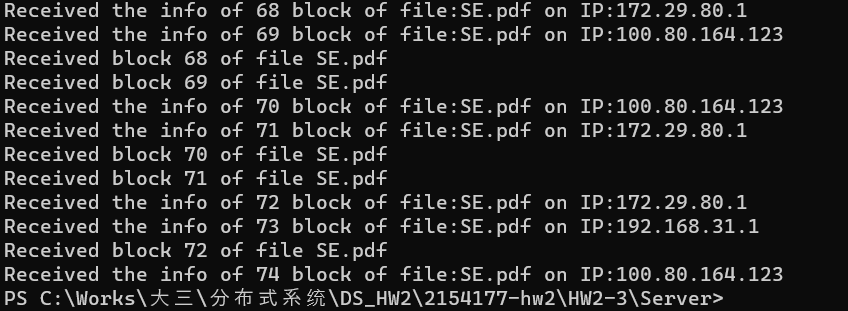 Received the info of 68 block of file:SE.pdf on IP:172.29.80.1
Received the info of 69 block of file:SE.pdf on IP:100.80.164.123
Received block 68 of file SE.pdf
Received block 69 of file SE.pdf
Received the info of 70 block of file:SE.pdf on IP:100.80.164.123
Received the info of 71 block of file:SE.pdf on IP:172.29.80.1
Received block 70 of file SE.pdf
Received block 71 of file SE.pdf
Received the info of 72 block of file:SE.pdf on IP:172.29.80.1
Received the info of 73 block of file:SE.pdf on IP:192.168.31.1
Received block 72 of file SE.pdf
Received the info of 74 block of file:SE.pdf on IP:100.80.164.123
PS C:\Works\大三\分布式系统\DS_HW2\2154177-hw2\HW2-3\Server>